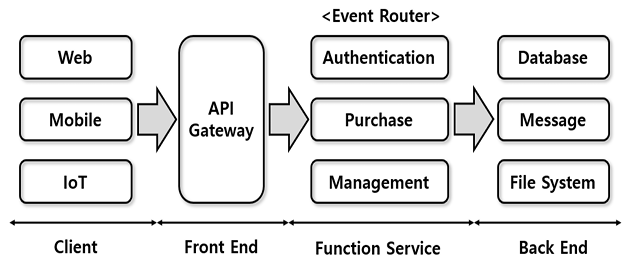 <Event Router>
Web
Mobile
IoT
API
Gateway
Authentication
Purchase
Management
Database
Message
File System
Client
Front End
Function Service
Back End